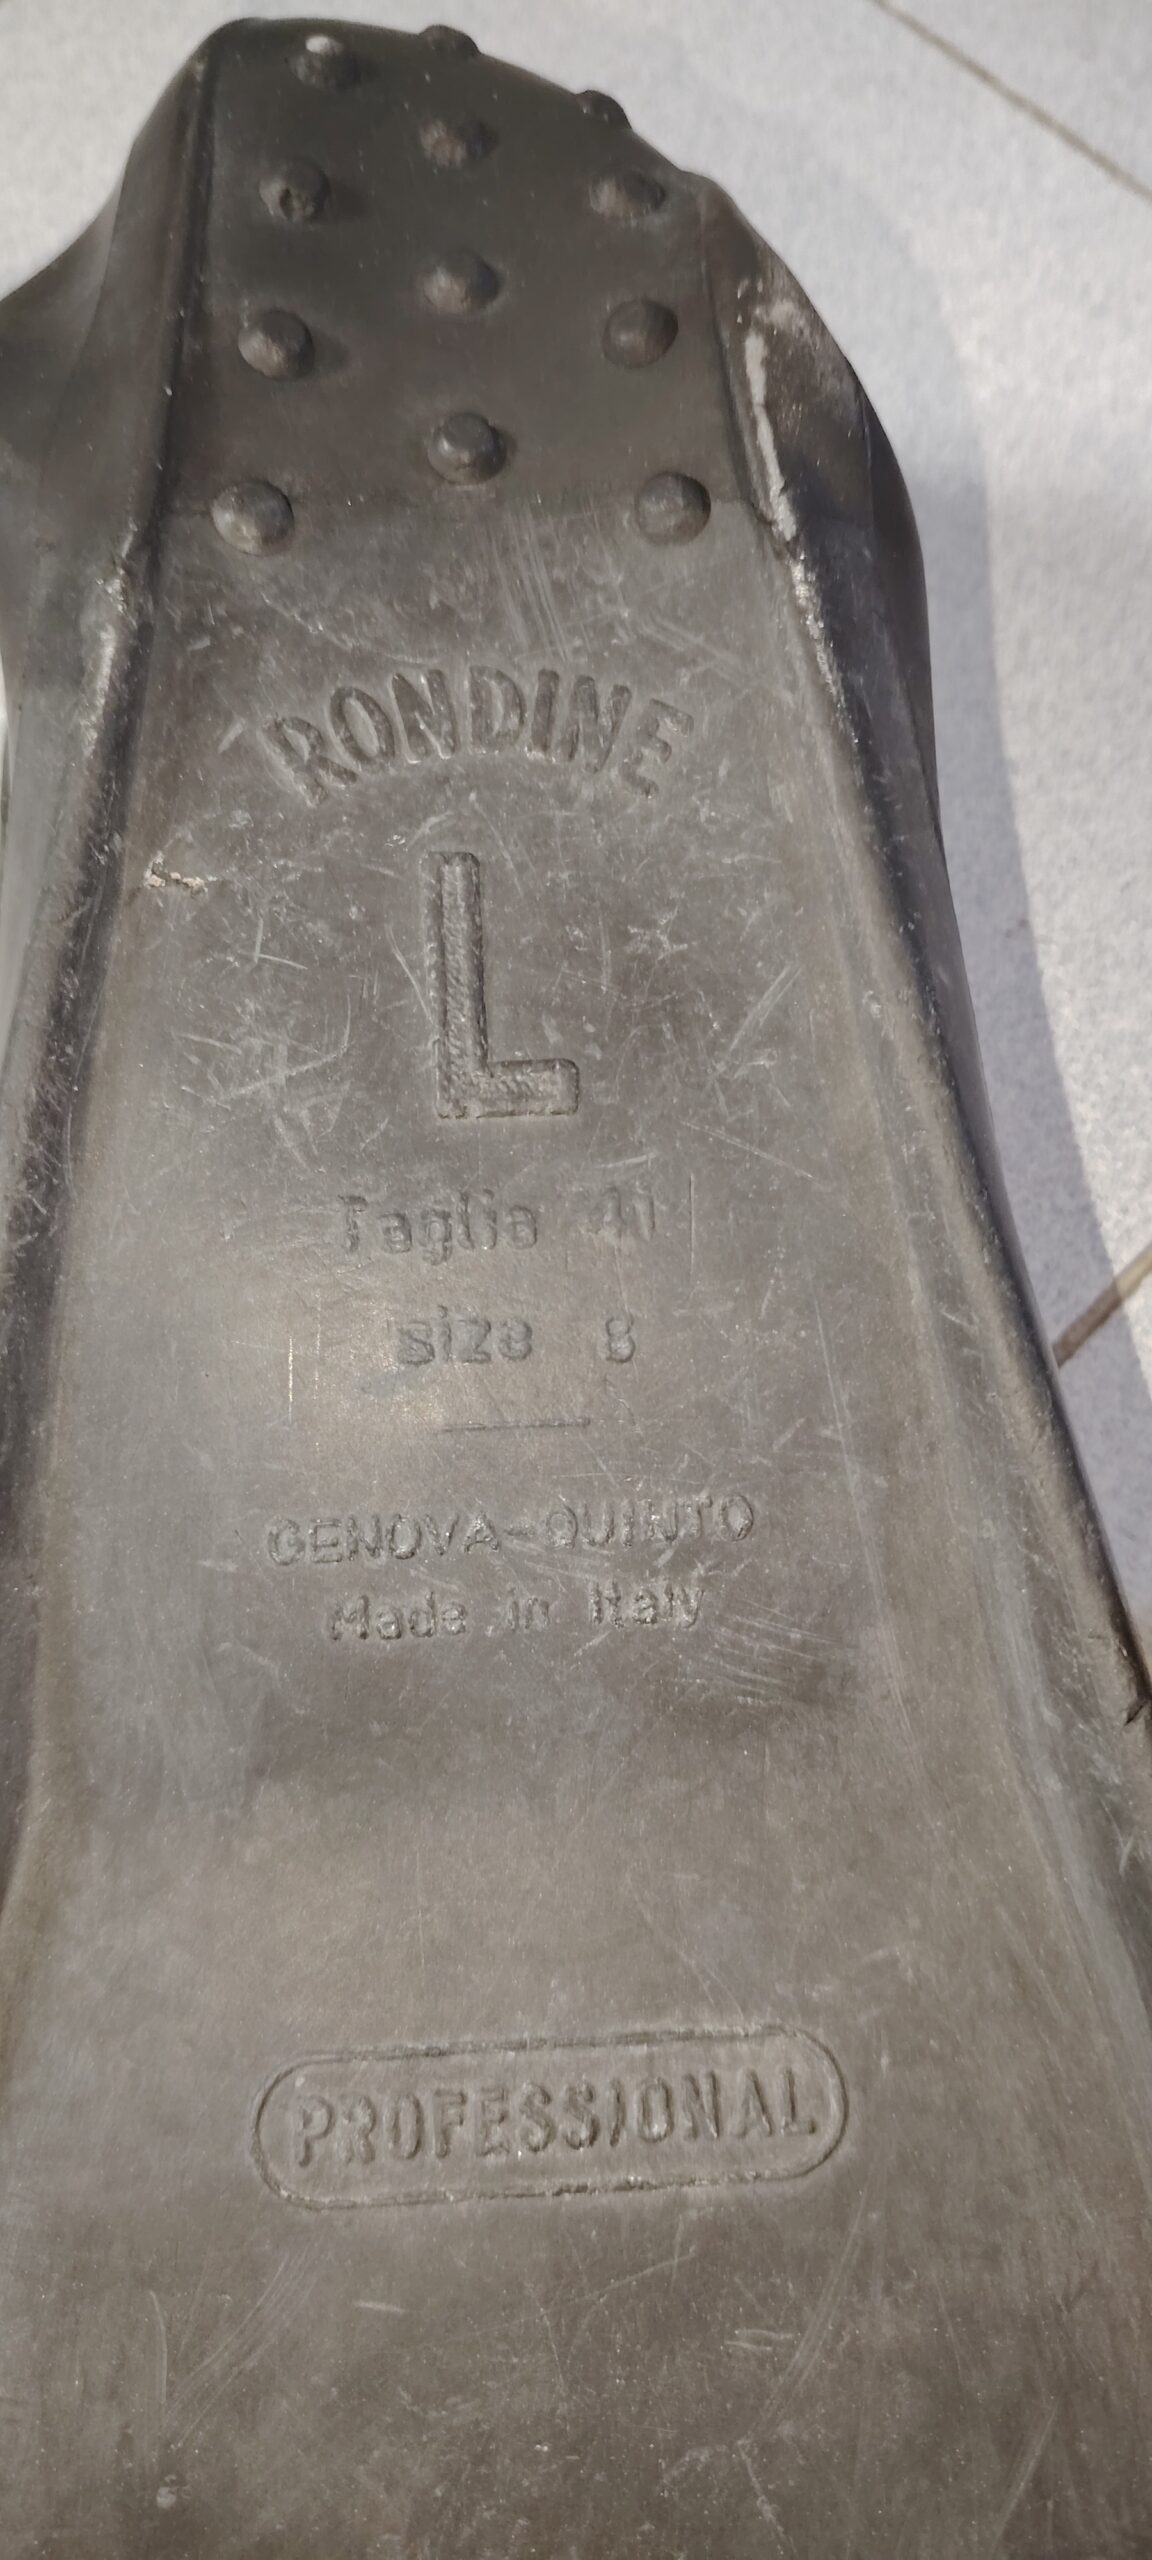 RONDINE
L
Taglia 41
size 8
GENOVA-QUINTO
Made in Italy
PROFESSIONAL